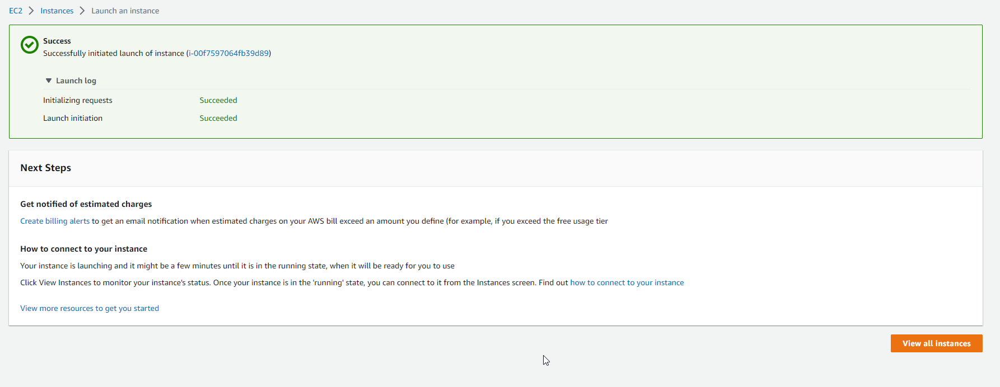 EC2 > Instances > Launch an instance
Success
Successfully initiated launch of instance (i-00f7597064fb39d89)
Launch log
Initializing requests Succeeded
Launch initiation Succeeded
Next Steps
Get notified of estimated charges
Create billing alerts to get an email notification when estimated charges on your AWS bill exceed an amount you define (for example, if you exceed the free usage tier
How to connect to your instance
Your instance is launching and it might be a few minutes until it is in the running state, when it will be ready for you to use
Click View Instances to monitor your instance's status. Once your instance is in the 'running' state, you can connect to it from the Instances screen. Find out how to connect to your instance
View more resources to get you started
View all instances